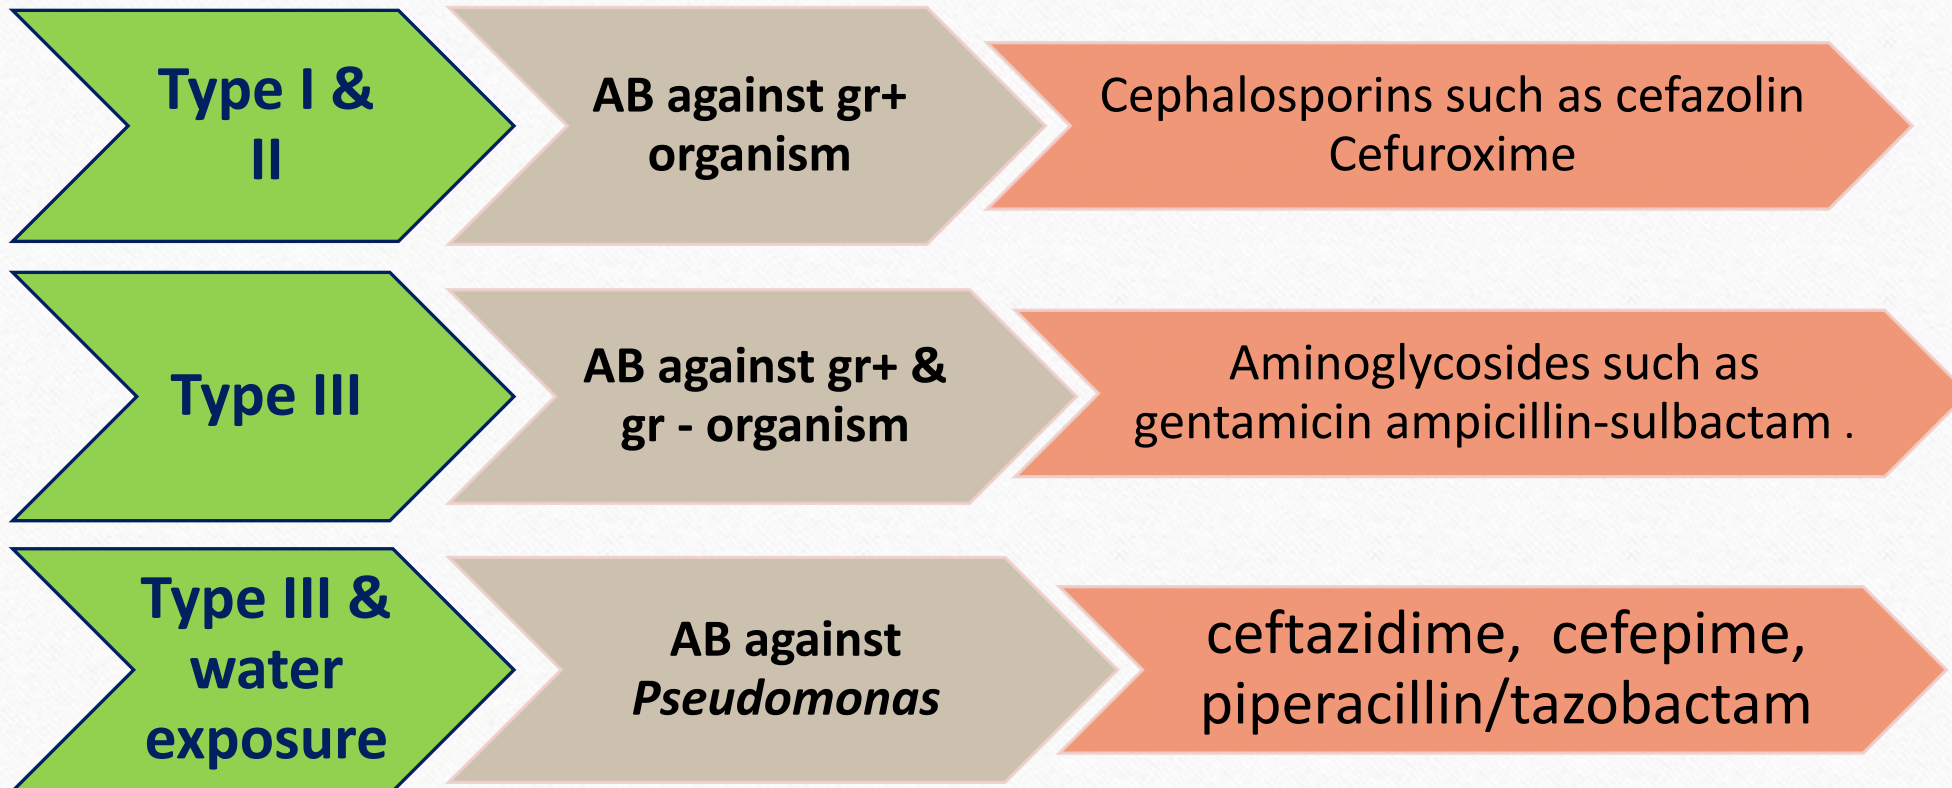 Type I &
II
AB against gr+
organism
Cephalosporins such as cefazolin
Cefuroxime
Type III
AB against gr+ &
gr - organism
Aminoglycosides such as
gentamicin ampicillin-sulbactam .
Type III &
water
exposure
AB against
Pseudomonas
ceftazidime, cefepime,
piperacillin/tazobactam